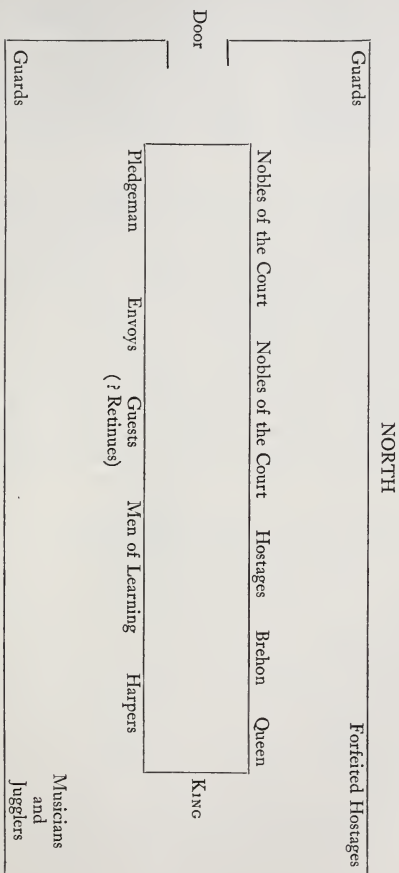 NORTH
Guards
Forfeited Hostages
Nobles of the Court
Nobles of the Court
Hostages
Brehon
Queen
Door
KING
Pledgeman
Envoys
Guests
(? Retinues)
Men of Learning
Harpers
Guards
Musicians
and
Jugglers